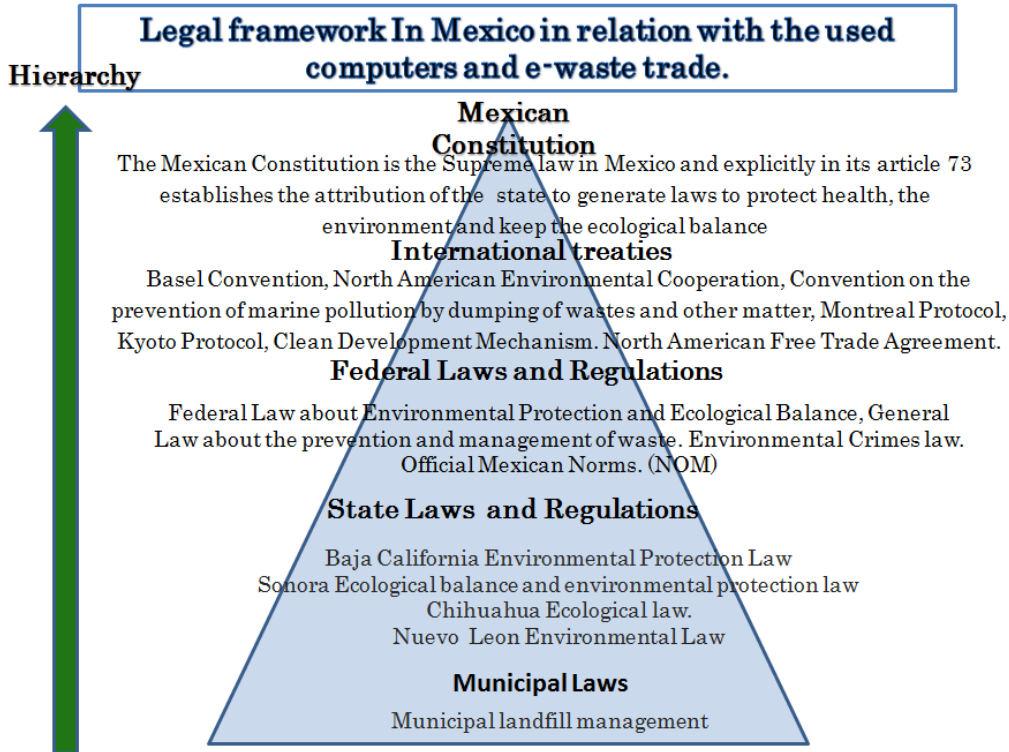 Legal framework In Mexico in relation with the used
computers and e-waste trade.
Hierarchy
Mexican
Constitution
The Mexican Constitution is the Supreme law in Mexico and explicitly in its article 73
establishes the attribution of the state to generate laws to protect health, the
environment and keep the ecological balance
International treaties
Basel Convention, North American Environmental Cooperation, Convention on the
prevention of marine pollution by dumping of wastes and other matter, Montreal Protocol,
Kyoto Protocol, Clean Development Mechanism. North American Free Trade Agreement.
Federal Laws and Regulations
Federal Law about Environmental Protection and Ecological Balance, General
Law about the prevention and management of waste. Environmental Crimes law.
Official Mexican Norms. (NOM)
State Laws and Regulations
Baja California Environmental Protection Law
Sonora Ecological balance and environmental protection law
Chihuahua Ecological law.
Nuevo Leon Environmental Law
Municipal Laws
Municipal landfill management